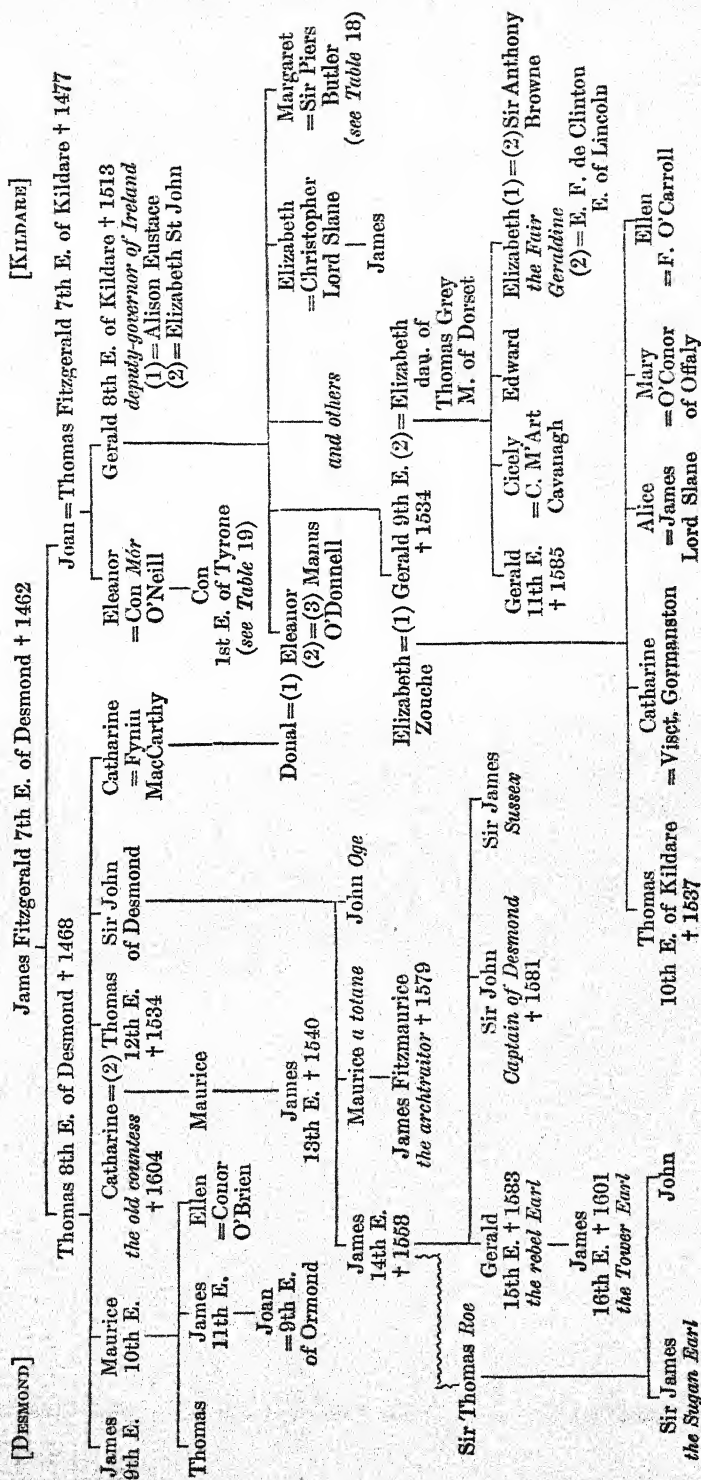 [DESMOND]
[KILDARE]
James Fitzgerald 7th E. of Desmond † 1462
Thomas 8th E. of Desmond † 1468
Joan = Thomas Fitzgerald 7th E. of Kildare † 1477
James
9th E.
Maurice
10th E.
Catharine = (2) Thomas
the old countess
† 1604
12th E.
† 1534
Sir John
of Desmond
Catharine
= Fyniu
MacCarthy
Eleanor
= Con Mór
O'Neill
Gerald 8th E. of Kildare † 1513
deputy-governor of Ireland
(1) = Alison Eustace
(2) = Elizabeth St John
Thomas
James
11th E.
Ellen
= Conor
O'Brien
Maurice
Con
1st E. of Tyrone
(see Table 19)
Joan
= 9th E.
of Ormond
James
13th E. † 1540
Donal = (1) Eleanor
(2) = (3) Manus
O'Donnell
and others
Elizabeth
= Christopher
Lord Slane
Margaret
= Sir Piers
Butler
(see Table 18)
James
James
14th E.
† 1558
Maurice a totane
John Oge
James Fitzmaurice
the archtraitor † 1579
Elizabeth = (1) Gerald 9th E. (2) = Elizabeth
Zouche
† 1534
dau. of
Thomas Grey
M. of Dorset
Sir Thomas Roe
Gerald
15th E. † 1583
the rebel Earl
Sir John
Captain of Desmond
† 1581
Sir James
Sussex
Gerald
11th E.
† 1585
Cicely
= C. M'Art
Cavanagh
Edward
Elizabeth (1) = (2) Sir Anthony
the Fair
Geraldine
Browne
(2) = E. F. de Clinton
E. of Lincoln
James
16th E. † 1601
the Tower Earl
Sir James
the Sugan Earl
John
Thomas
10th E. of Kildare
† 1537
Catharine
= Visct. Gormanston
Alice
= James
Lord Slane
Mary
= O'Conor
of Offaly
Ellen
= F. O'Carroll